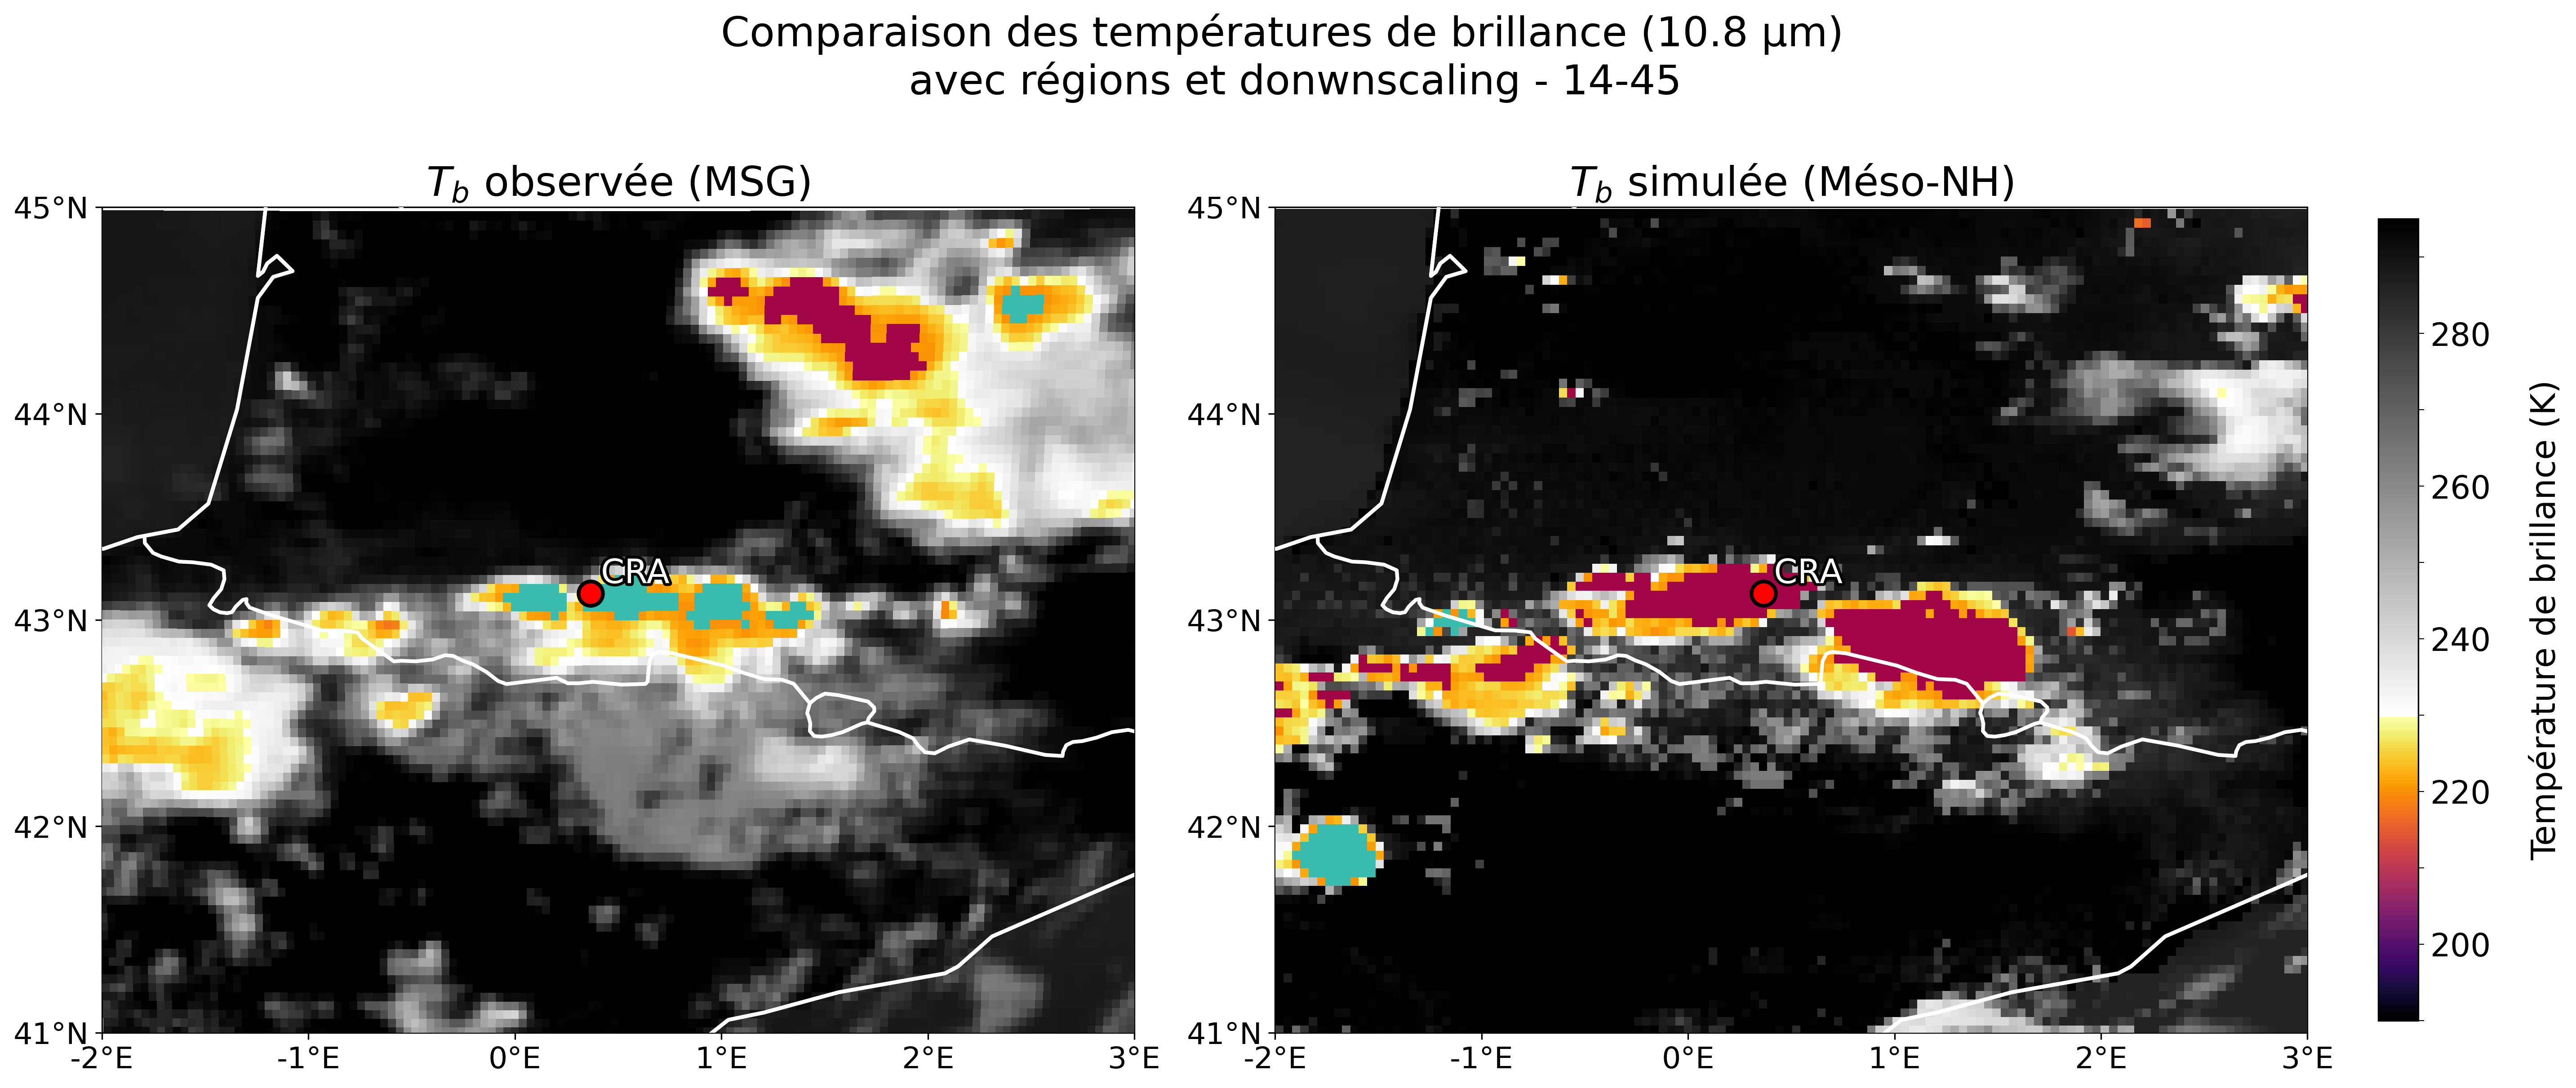 Comparaison des températures de brillance (10.8 µm)
avec régions et donwnscaling - 14-45
T_b observée (MSG)
T_b simulée (Méso-NH)
45°N
44°N
43°N
42°N
41°N
-2°E
-1°E
0°E
1°E
2°E
3°E
CRA
45°N
44°N
43°N
42°N
41°N
-2°E
-1°E
0°E
1°E
2°E
3°E
CRA
280
260
240
220
200
Température de brillance (K)